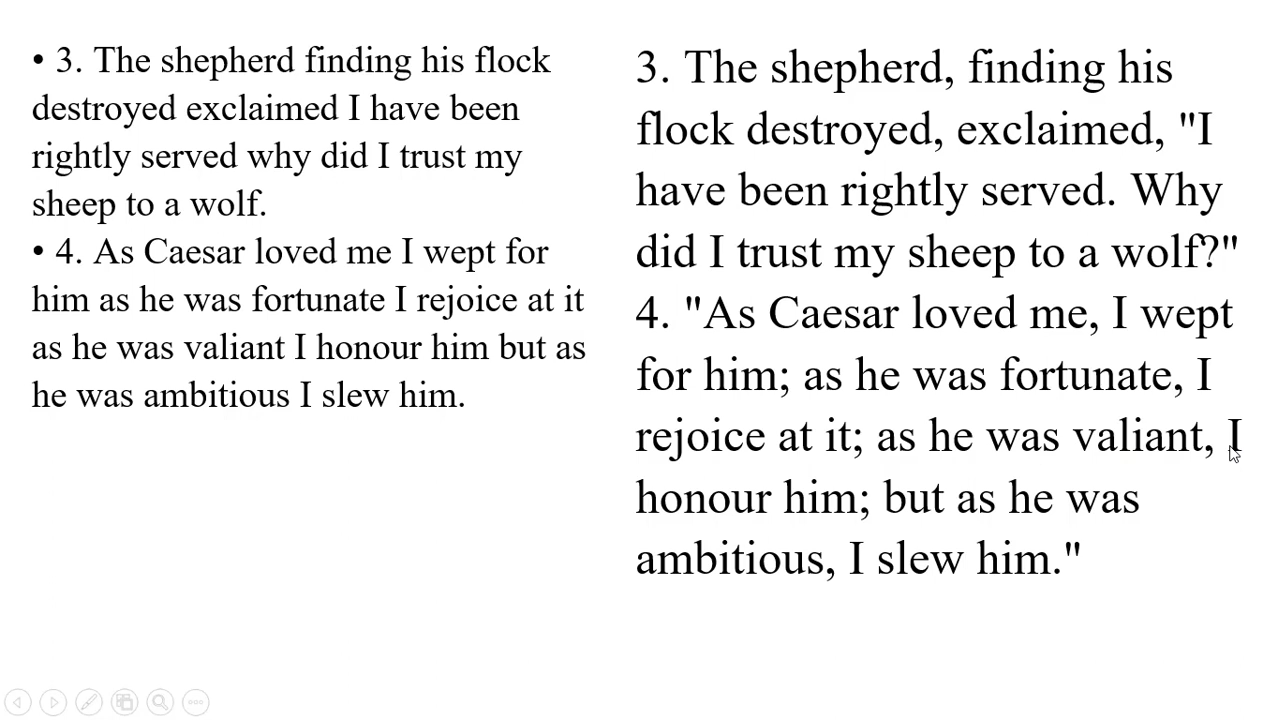 • 3. The shepherd finding his flock
destroyed exclaimed I have been
rightly served why did I trust my
sheep to a wolf.
• 4. As Caesar loved me I wept for
him as he was fortunate I rejoice at it
as he was valiant I honour him but as
he was ambitious I slew him.
3. The shepherd, finding his
flock destroyed, exclaimed, "I
have been rightly served. Why
did I trust my sheep to a wolf?"
4. "As Caesar loved me, I wept
for him; as he was fortunate, I
rejoice at it; as he was valiant, I
honour him; but as he was
ambitious, I slew him."